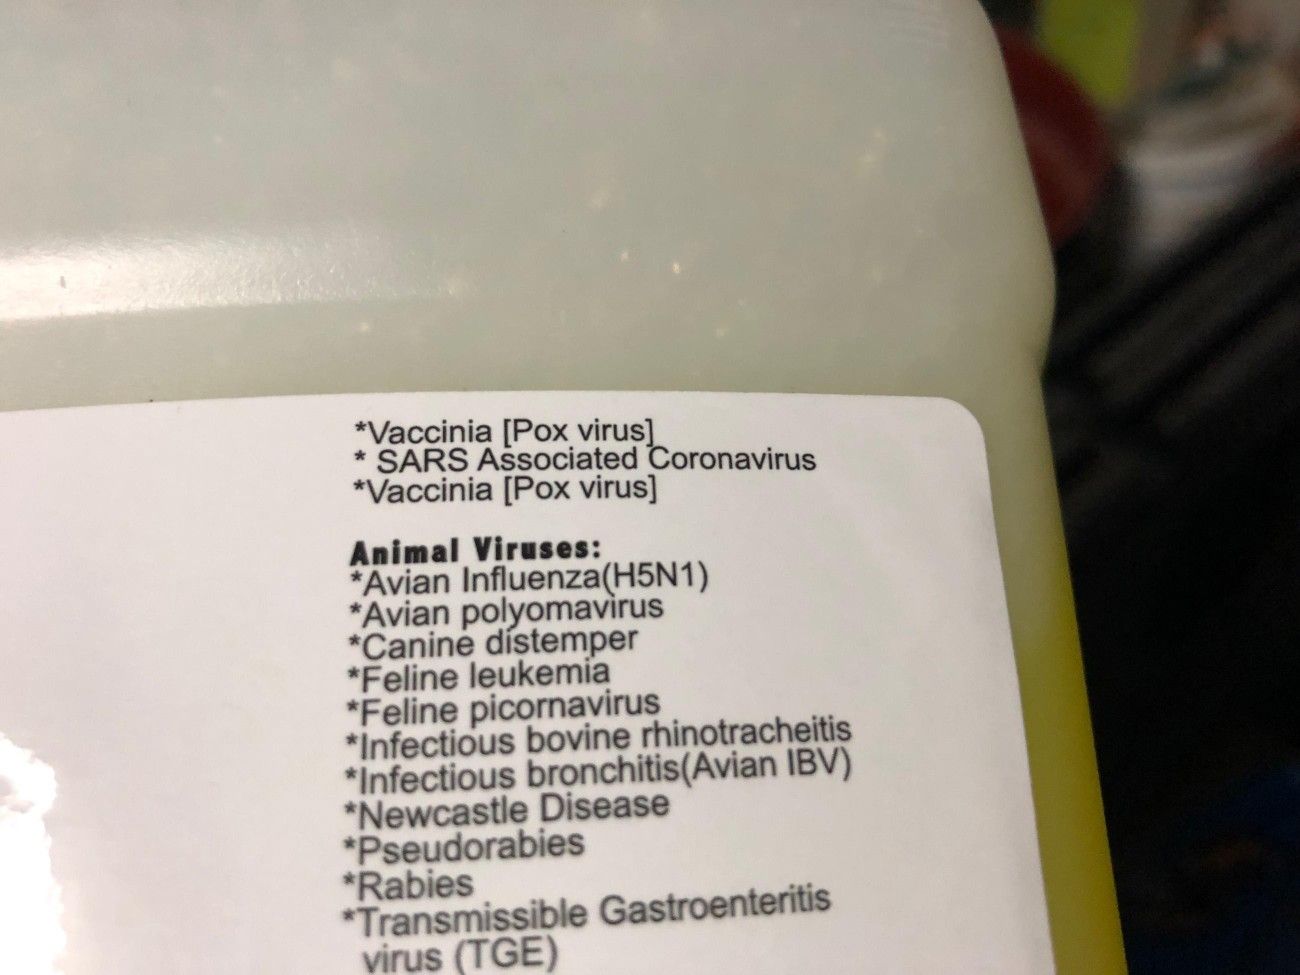 *Vaccinia [Pox virus]
* SARS Associated Coronavirus
*Vaccinia [Pox virus]
Animal Viruses:
*Avian Influenza(H5N1)
*Avian polyomavirus
*Canine distemper
*Feline leukemia
*Feline picornavirus
*Infectious bovine rhinotracheitis
*Infectious bronchitis(Avian IBV)
*Newcastle Disease
*Pseudorabies
*Rabies
*Transmissible Gastroenteritis
virus (TGE)